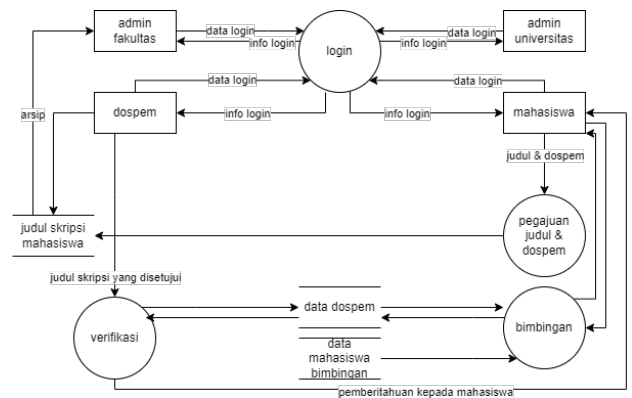 admin
fakultas
data login
info login
login
data login
info login
admin
universitas
data login
data login
arsip
dospem
info login
info login
mahasiswa
judul & dospem
judul skripsi
mahasiswa
pegajuan
judul &
dospem
judul skripsi yang disetujui
verifikasi
data dospem
bimbingan
data
mahasiswa
bimbingan
pemberitahuan kepada mahasiswa